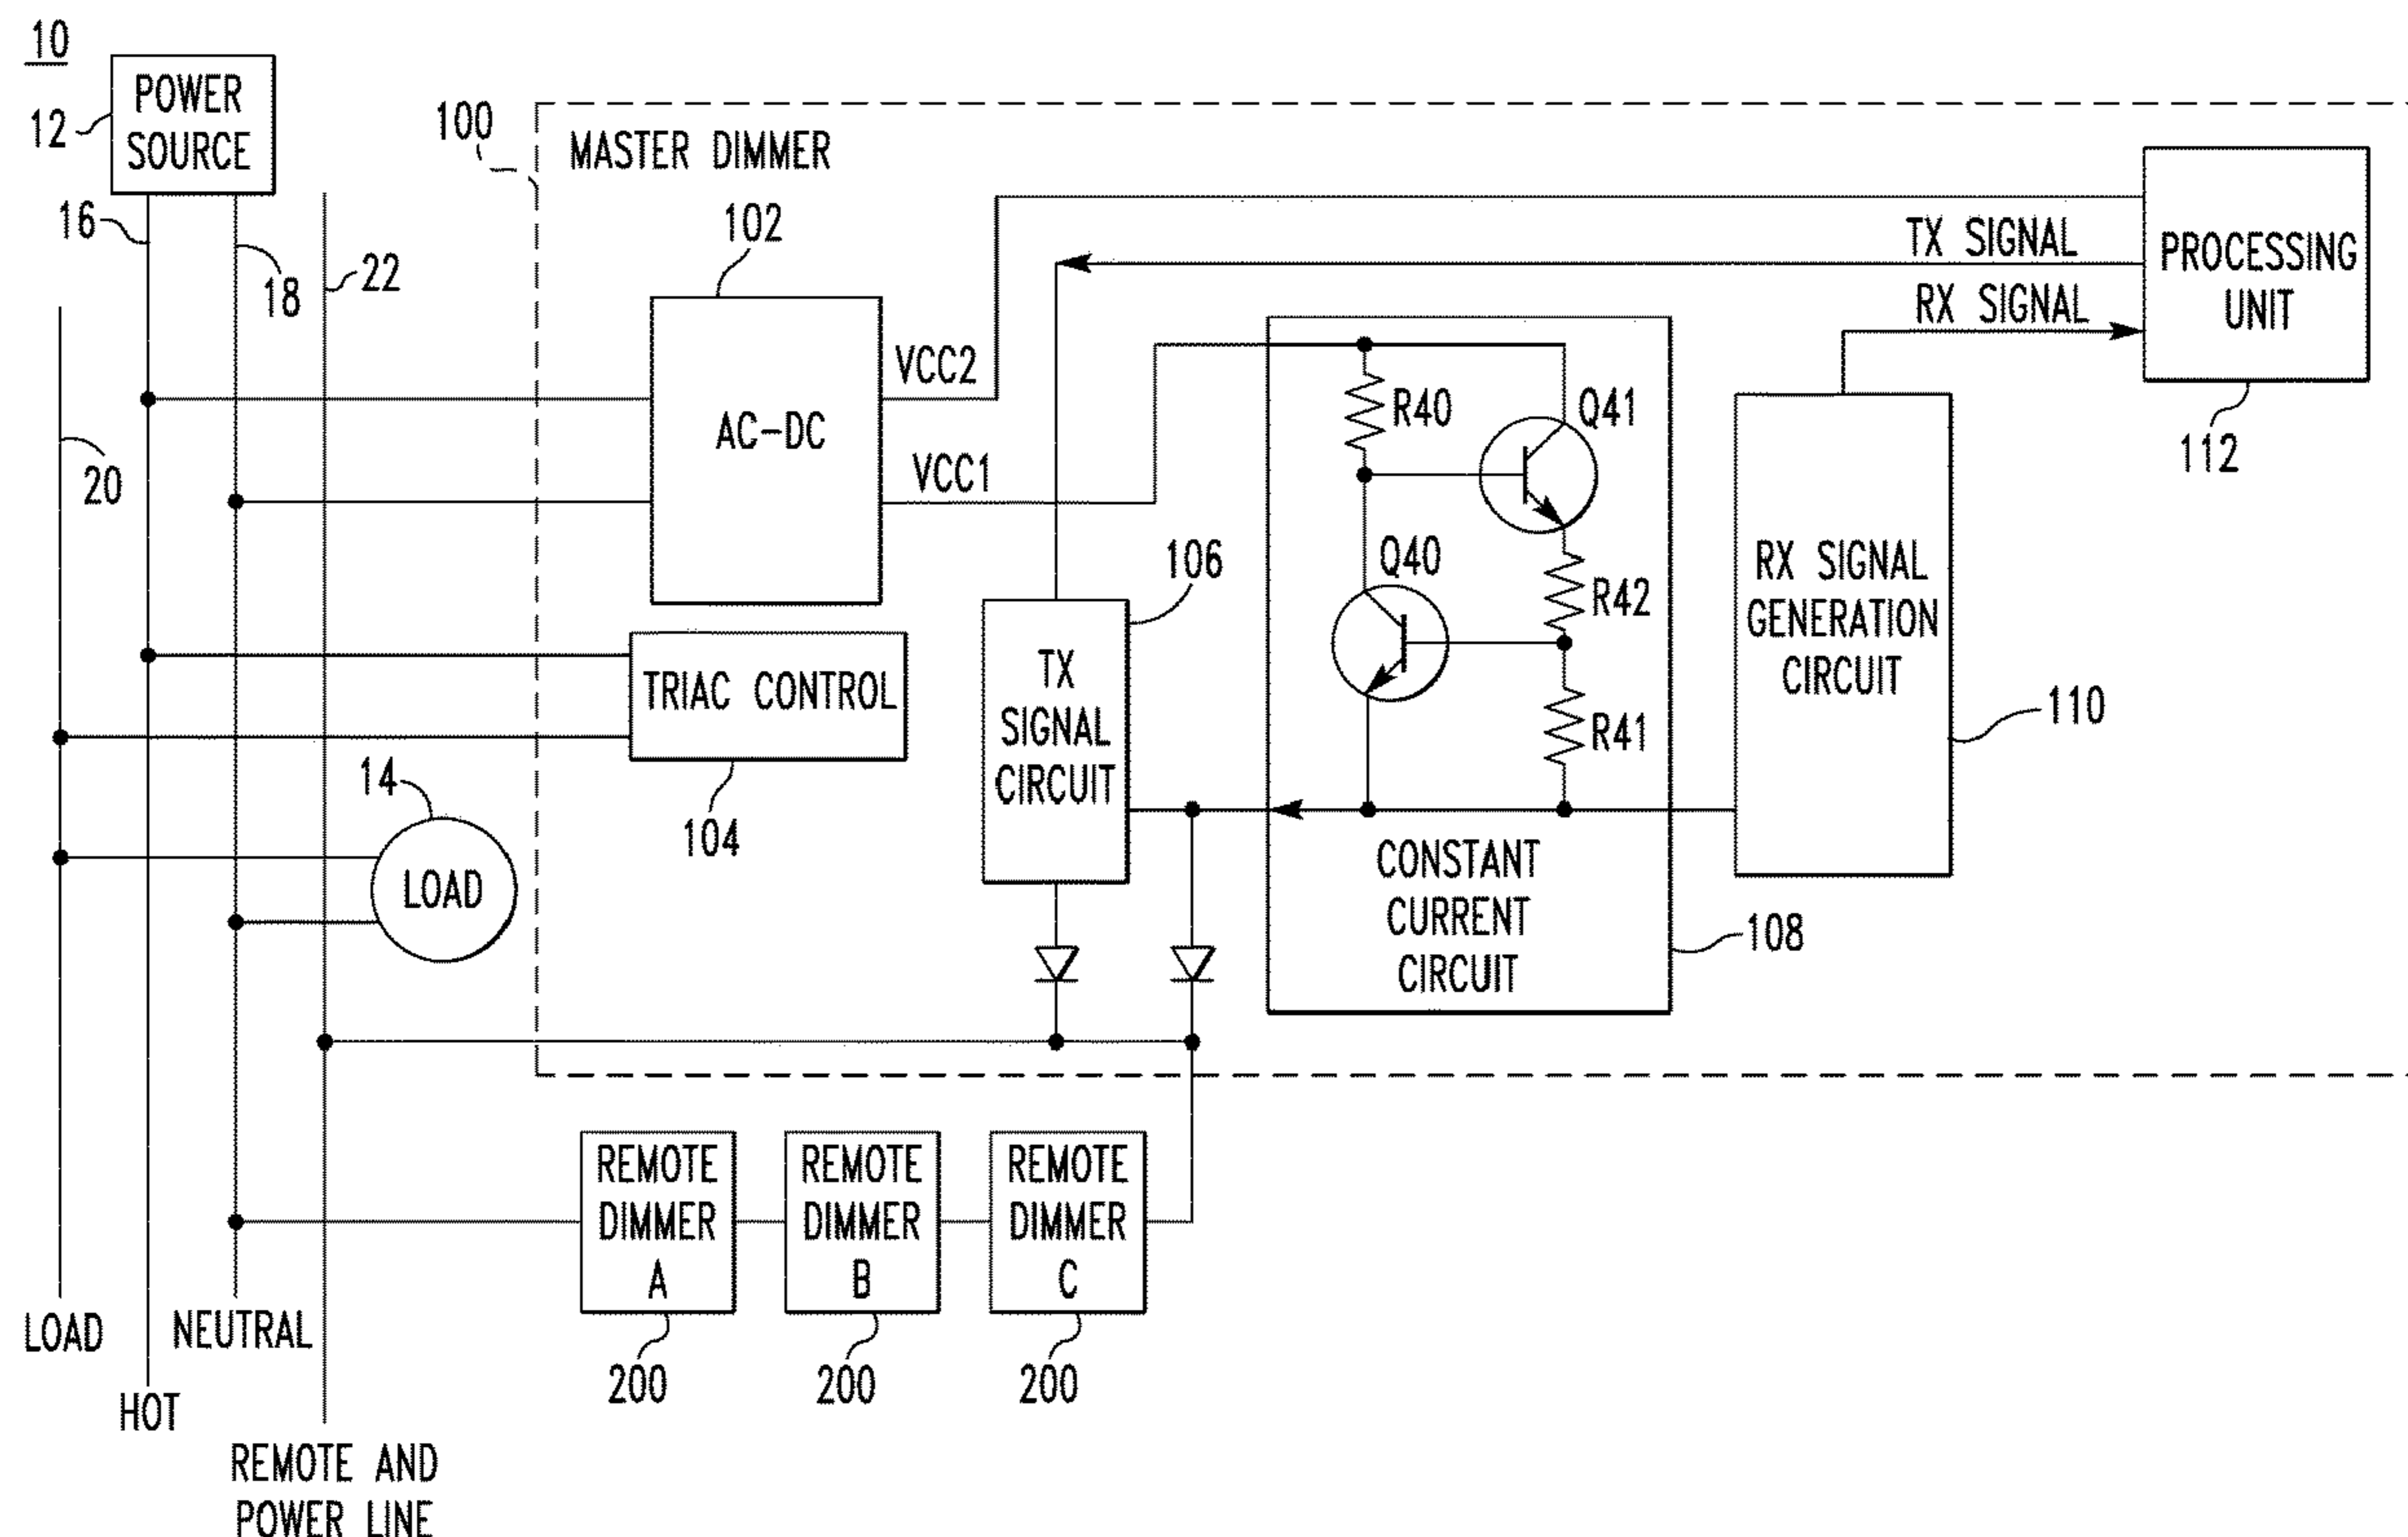 10
POWER
SOURCE
12
100
MASTER DIMMER
16
18
22
102
TX SIGNAL
RX SIGNAL
PROCESSING
UNIT
112
20
AC-DC
VCC2
VCC1
R40
Q41
Q40
R42
R41
106
TX
SIGNAL
CIRCUIT
RX SIGNAL
GENERATION
CIRCUIT
110
TRIAC CONTROL
104
14
LOAD
CONSTANT
CURRENT
CIRCUIT
108
REMOTE
DIMMER
A
REMOTE
DIMMER
B
REMOTE
DIMMER
C
200
200
200
LOAD
NEUTRAL
HOT
REMOTE AND
POWER LINE